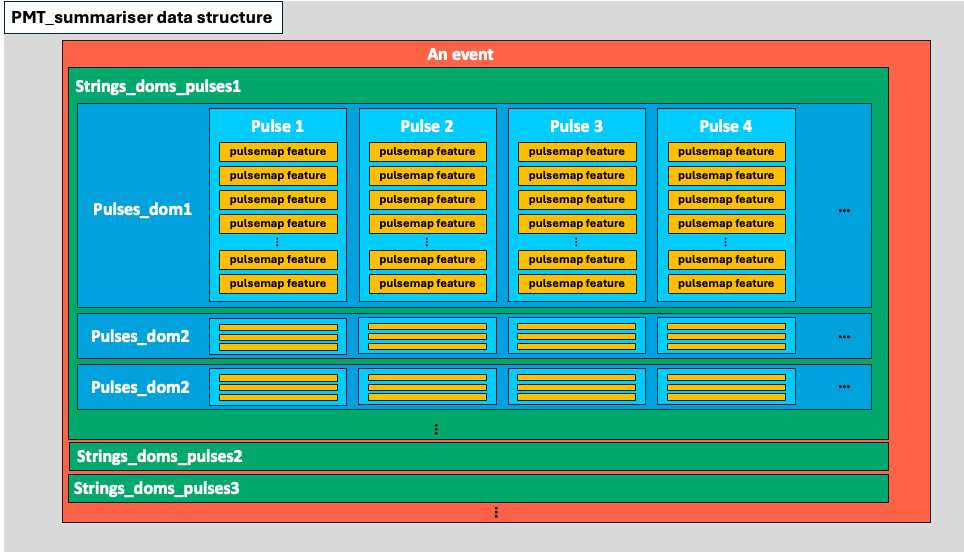 PMT_summariser data structure
An event
Strings_doms_pulses1
Pulse 1 Pulse 2 Pulse 3 Pulse 4
pulsemap feature pulsemap feature pulsemap feature pulsemap feature
pulsemap feature pulsemap feature pulsemap feature pulsemap feature
pulsemap feature pulsemap feature pulsemap feature pulsemap feature
Pulses_dom1 ...
pulsemap feature pulsemap feature pulsemap feature pulsemap feature
⋮ ⋮ ⋮ ⋮
pulsemap feature pulsemap feature pulsemap feature pulsemap feature
pulsemap feature pulsemap feature pulsemap feature pulsemap feature
Pulses_dom2 ...
Pulses_dom2 ...
⋮
Strings_doms_pulses2
Strings_doms_pulses3
⋮